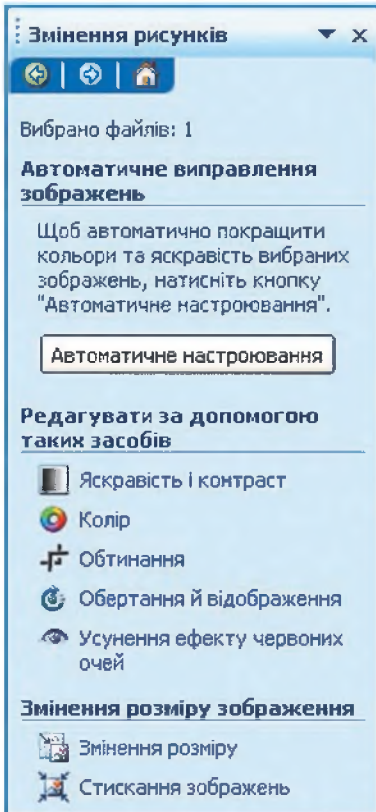 Змінення рисунків
Вибрано файлів: 1
Автоматичне виправлення
зображень
Щоб автоматично покращити
кольори та яскравість вибраних
зображень, натисніть кнопку
"Автоматичне настроювання".
Автоматичне настроювання
Редагувати за допомогою
таких засобів
Яскравість і контраст
Колір
Обтинання
Обертання й відображення
Усунення ефекту червоних
очей
Змінення розміру зображення
Змінення розміру
Стискання зображень